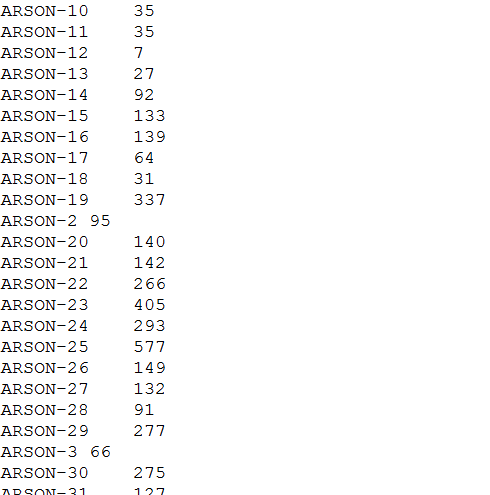 ARSON-10 35
ARSON-11 35
ARSON-12 7
ARSON-13 27
ARSON-14 92
ARSON-15 133
ARSON-16 139
ARSON-17 64
ARSON-18 31
ARSON-19 337
ARSON-2 95
ARSON-20 140
ARSON-21 142
ARSON-22 266
ARSON-23 405
ARSON-24 293
ARSON-25 577
ARSON-26 149
ARSON-27 132
ARSON-28 91
ARSON-29 277
ARSON-3 66
ARSON-30 275
ARSON-31 127